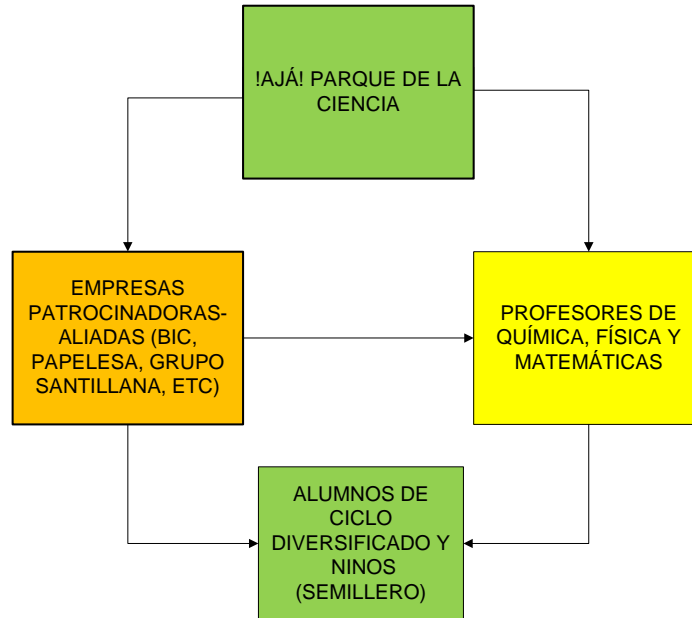 !AJÁ! PARQUE DE LA
CIENCIA
EMPRESAS
PATROCINADORAS-
ALIADAS (BIC,
PAPELESA, GRUPO
SANTILLANA, ETC)
PROFESORES DE
QUÍMICA, FÍSICA Y
MATEMÁTICAS
ALUMNOS DE
CICLO
DIVERSIFICADO Y
NINOS
(SEMILLERO)